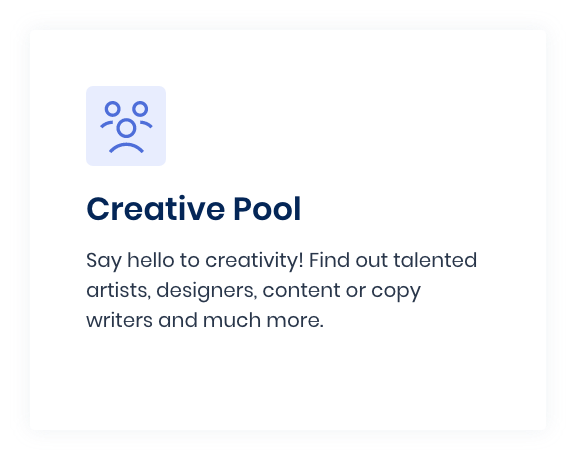 Creative Pool
Say hello to creativity! Find out talented
artists, designers, content or copy
writers and much more.